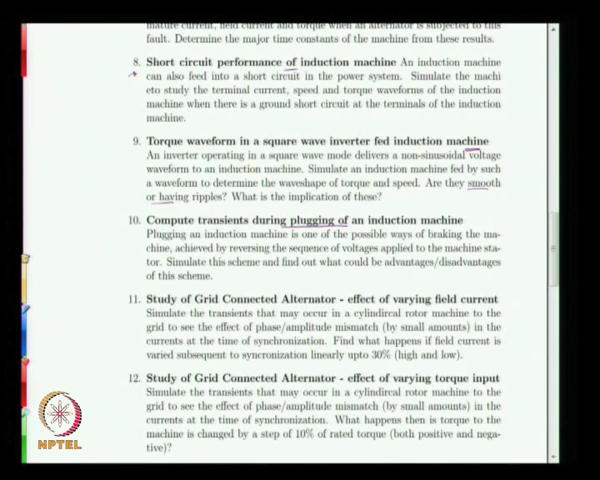 mature current, field current and torque when an alternator is subjected to this
fault. Determine the major time constants of the machine from these results.
8. Short circuit performance of induction machine An induction machine
can also feed into a short circuit in the power system. Simulate the machi
eto study the terminal current, speed and torque waveforms of the induction
machine when there is a ground short circuit at the terminals of the induction
machine.
9. Torque waveform in a square wave inverter fed induction machine
An inverter operating in a square wave mode delivers a non-sinusoidal voltage
waveform to an induction machine. Simulate an induction machine fed by such
a waveform to determine the waveshape of torque and speed. Are they smooth
or having ripples? What is the implication of these?
10. Compute transients during plugging of an induction machine
Plugging an induction machine is one of the possible ways of braking the ma-
chine, achieved by reversing the sequence of voltages applied to the machine sta-
tor. Simulate this scheme and find out what could be advantages/disadvantages
of this scheme.
11. Study of Grid Connected Alternator - effect of varying field current
Simulate the transients that may occur in a cylindircal rotor machine to the
grid to see the effect of phase/amplitude mismatch (by small amounts) in the
currents at the time of synchronization. Find what happens if field current is
varied subsequent to syncronization linearly upto 30% (high and low).
12. Study of Grid Connected Alternator - effect of varying torque input
Simulate the transients that may occur in a cylindircal rotor machine to the
grid to see the effect of phase/amplitude mismatch (by small amounts) in the
currents at the time of synchronization. What happens then is torque to the
machine is changed by a step of 10% of rated torque (both positive and nega-
tive)?
NPTEL